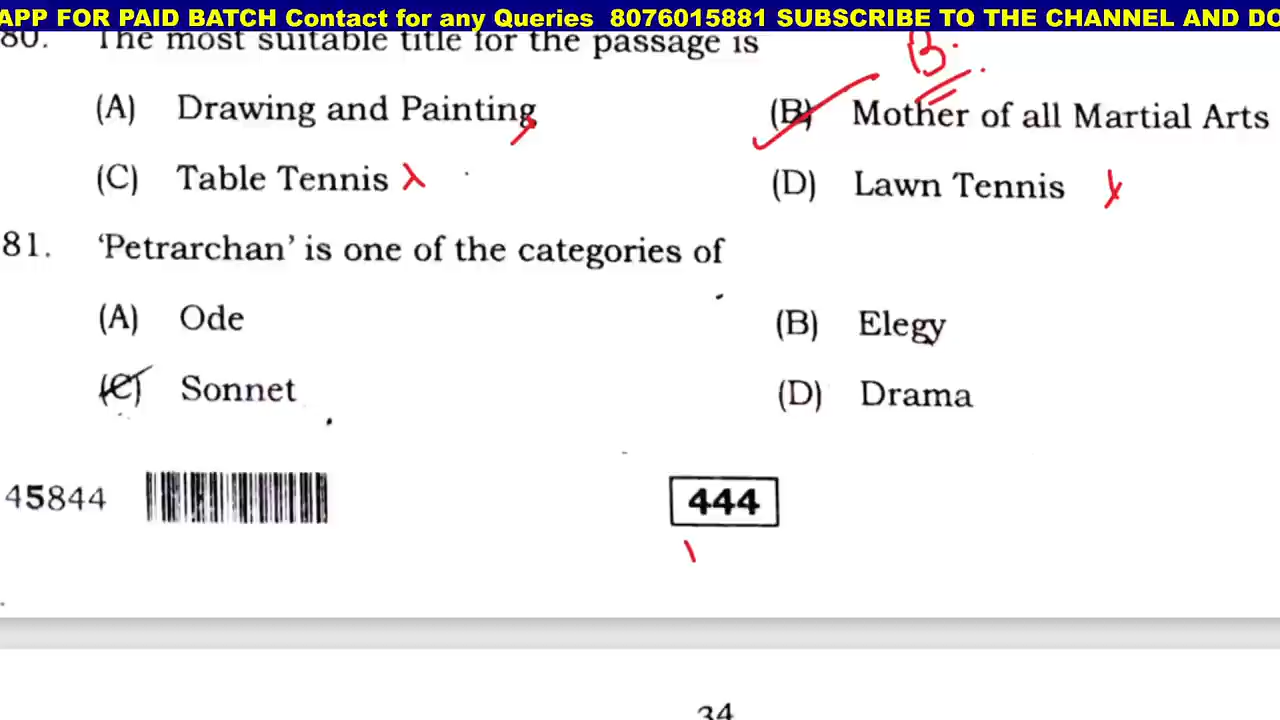 APP FOR PAID BATCH Contact for any Queries 8076015881 SUBSCRIBE TO THE CHANNEL AND DO
80. The most suitable title for the passage is
B.
(A) Drawing and Painting (B) Mother of all Martial Arts
(C) Table Tennis (D) Lawn Tennis
81. ‘Petrarchan’ is one of the categories of
(A) Ode (B) Elegy
(C) Sonnet (D) Drama
45844 444
34